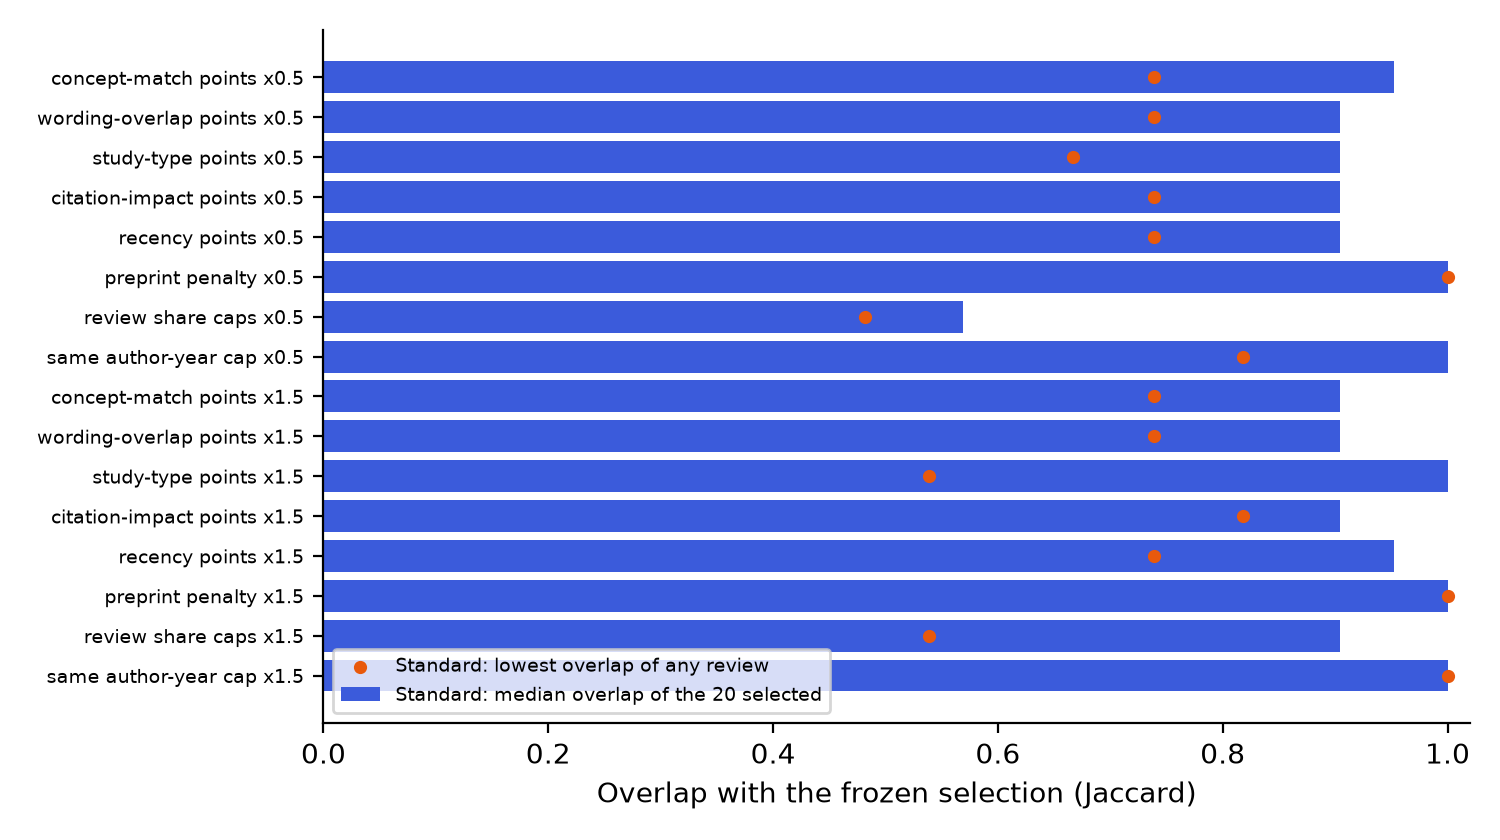 concept-match points x0.5
wording-overlap points x0.5
study-type points x0.5
citation-impact points x0.5
recency points x0.5
preprint penalty x0.5
review share caps x0.5
same author-year cap x0.5
concept-match points x1.5
wording-overlap points x1.5
study-type points x1.5
citation-impact points x1.5
recency points x1.5
preprint penalty x1.5
review share caps x1.5
same author-year cap x1.5
Standard: lowest overlap of any review
Standard: median overlap of the 20 selected
0.0 0.2 0.4 0.6 0.8 1.0
Overlap with the frozen selection (Jaccard)